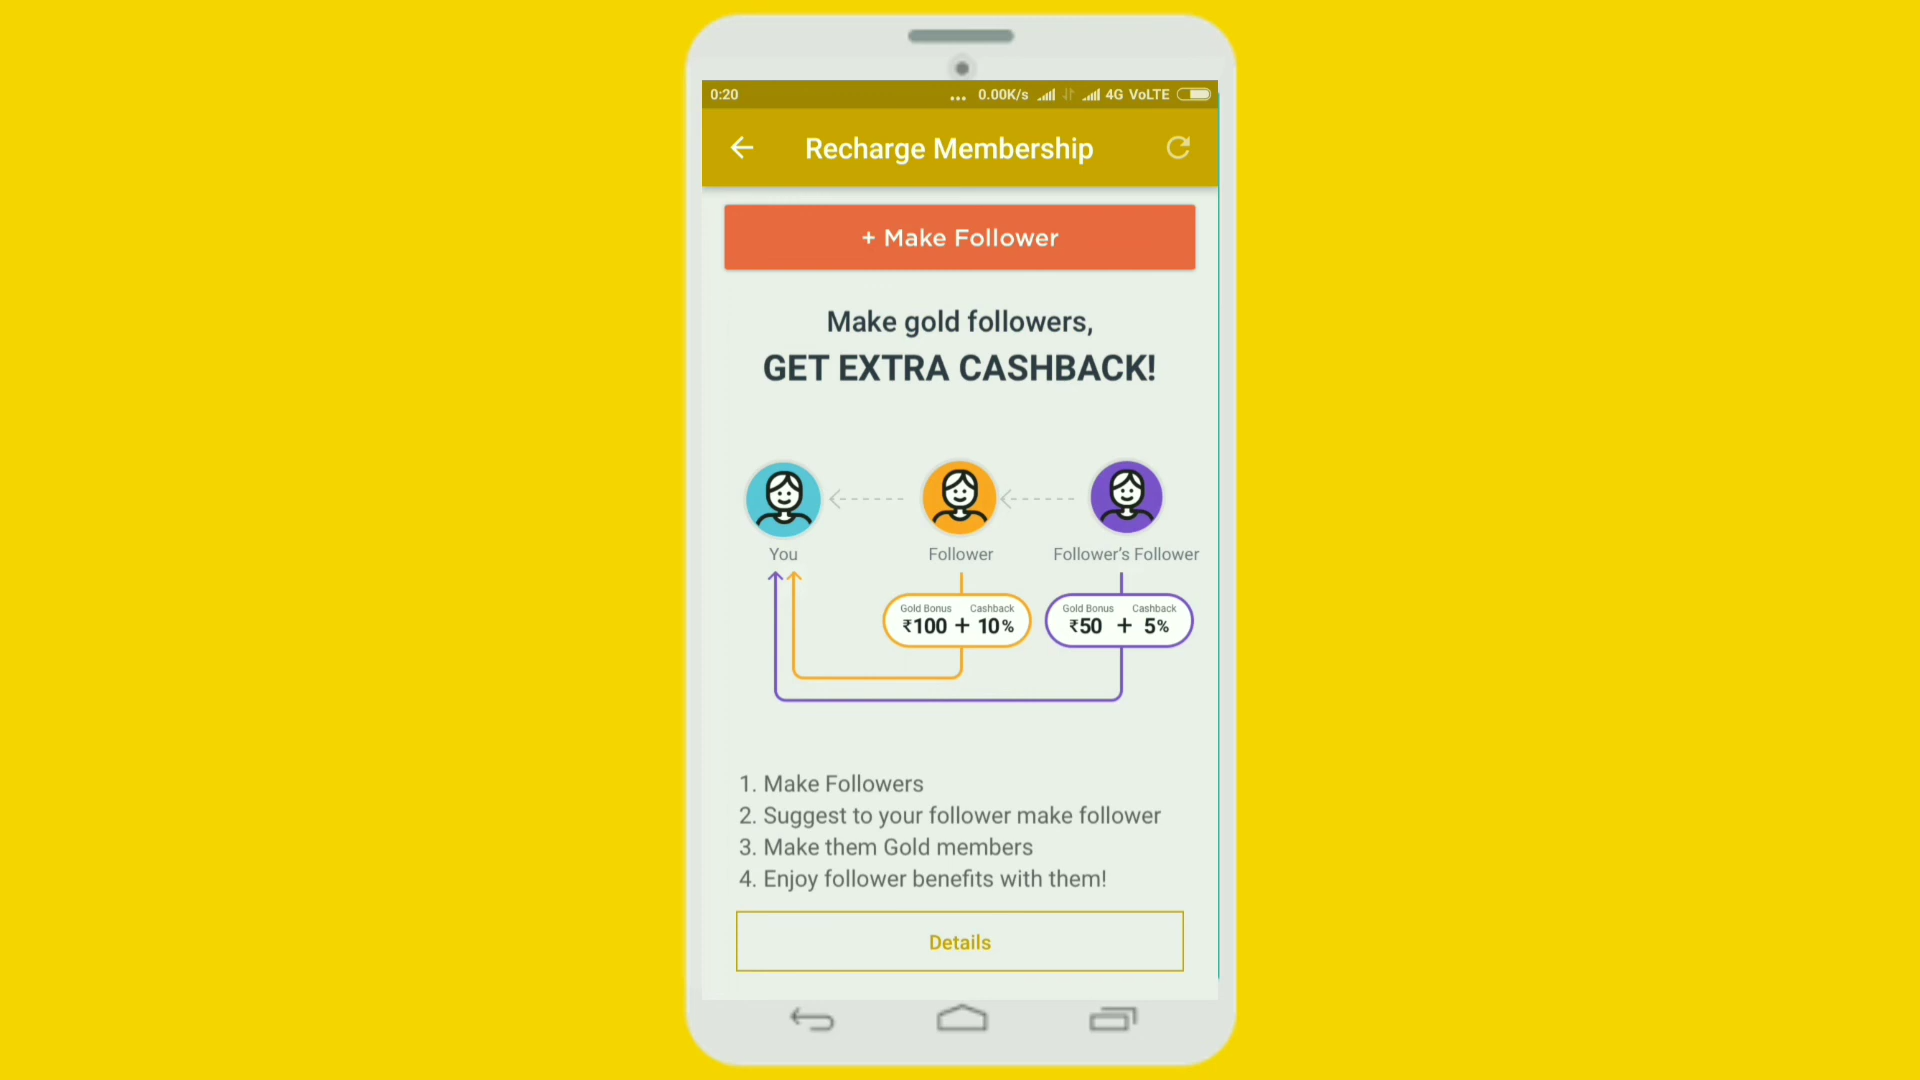 0:20 ... 0.00K/s 4G VoLTE
Recharge Membership
+ Make Follower
Make gold followers,
GET EXTRA CASHBACK!
You Follower Follower's Follower
Gold Bonus Cashback Gold Bonus Cashback
₹100 + 10% ₹50 + 5%
1. Make Followers
2. Suggest to your follower make follower
3. Make them Gold members
4. Enjoy follower benefits with them!
Details